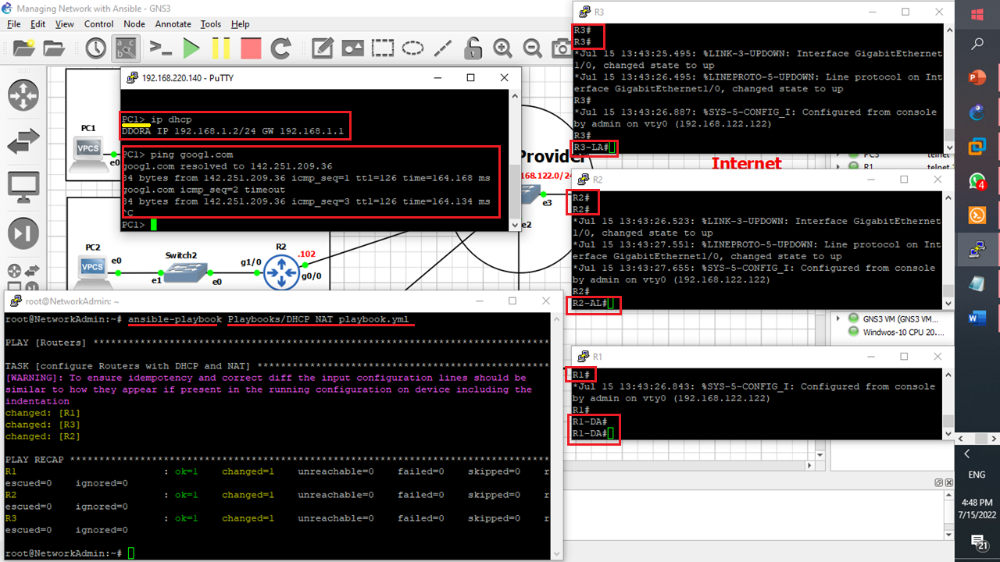 Managing Network with Ansible - GNS3
File Edit View Control Node Annotate Tools Help
PC1
VPCS
e0
192.168.220.140 - PuTTY
PC1> ip dhcp
DDORA IP 192.168.1.2/24 GW 192.168.1.1
PC1> ping googl.com
googl.com resolved to 142.251.209.36
84 bytes from 142.251.209.36 icmp_seq=1 ttl=126 time=164.168 ms
googl.com icmp_seq=2 timeout
84 bytes from 142.251.209.36 icmp_seq=3 ttl=126 time=164.134 ms
^C
PC1>
Provider
168.122.0/24
Internet
e3
e2
PC2
VPCS
e0
Switch2
e1
e0
R2
g1/0
.102
g0/0
R3
R3#
R3#
*Jul 15 13:43:25.495: %LINK-3-UPDOWN: Interface GigabitEthernet
1/0, changed state to up
*Jul 15 13:43:26.495: %LINEPROTO-5-UPDOWN: Line protocol on Int
erface GigabitEthernet1/0, changed state to up
R3#
*Jul 15 13:43:26.887: %SYS-5-CONFIG_I: Configured from console
by admin on vty0 (192.168.122.122)
R3#
R3-LA#
PC3 telnet
R1 telnet
R2
R2#
R2#
*Jul 15 13:43:26.523: %LINK-3-UPDOWN: Interface GigabitEthernet
1/0, changed state to up
*Jul 15 13:43:27.551: %LINEPROTO-5-UPDOWN: Line protocol on Int
erface GigabitEthernet1/0, changed state to up
*Jul 15 13:43:27.655: %SYS-5-CONFIG_I: Configured from console
by admin on vty0 (192.168.122.122)
R2#
R2-AL#
GNS3 VM (GNS3 VM...
Windwos-10 CPU 20....
R1
R1#
*Jul 15 13:43:26.843: %SYS-5-CONFIG_I: Configured from console
by admin on vty0 (192.168.122.122)
R1#
R1-DA#
R1-DA#
root@NetworkAdmin: ~
root@NetworkAdmin:~# ansible-playbook Playbooks/DHCP NAT playbook.yml
PLAY [Routers] ******************************************************************************
TASK [configure Routers with DHCP and NAT] **************************************************
[WARNING]: To ensure idempotency and correct diff the input configuration lines should be
similar to how they appear if present in the running configuration on device including the
indentation
changed: [R1]
changed: [R3]
changed: [R2]
PLAY RECAP **********************************************************************************
R1 : ok=1 changed=1 unreachable=0 failed=0 skipped=0 r
escued=0 ignored=0
R2 : ok=1 changed=1 unreachable=0 failed=0 skipped=0 r
escued=0 ignored=0
R3 : ok=1 changed=1 unreachable=0 failed=0 skipped=0 r
escued=0 ignored=0
root@NetworkAdmin:~#
4
ENG
4:48 PM
7/15/2022
21